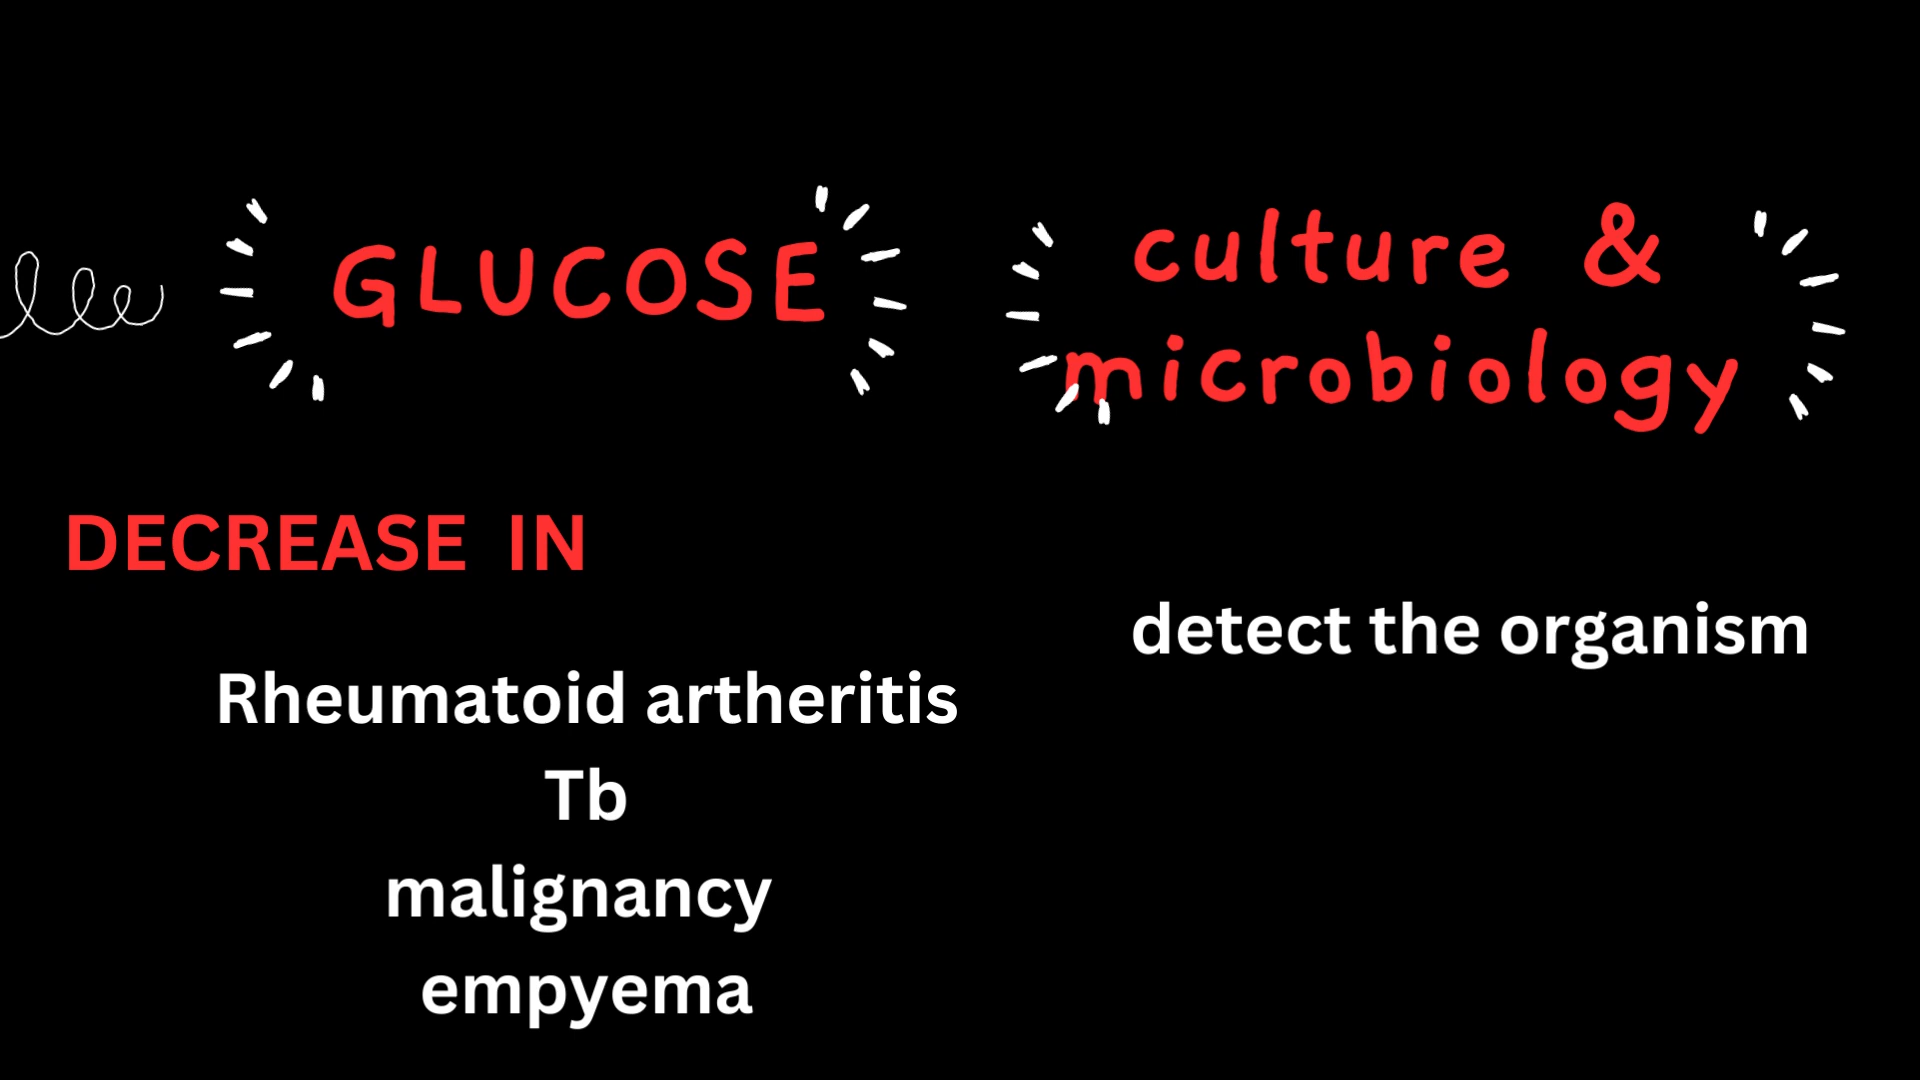 GLUCOSE
culture &
microbiology
DECREASE IN
Rheumatoid artheritis
Tb
malignancy
empyema
detect the organism